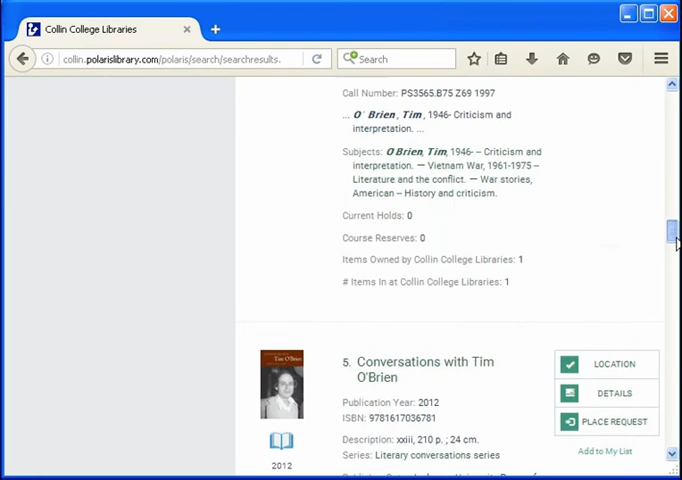 Collin College Libraries
collin.polarislibrary.com/polaris/search/searchresults.
Search
Call Number: PS3565.B75 Z69 1997
... O' Brien, Tim, 1946- Criticism and
interpretation. ...
Subjects: O Brien, Tim, 1946- -- Criticism and
interpretation. — Vietnam War, 1961-1975 --
Literature and the conflict. — War stories,
American -- History and criticism.
Current Holds: 0
Course Reserves: 0
Items Owned by Collin College Libraries: 1
# Items In at Collin College Libraries: 1
Tim O'Brien
5. Conversations with Tim
O'Brien
LOCATION
Publication Year: 2012
DETAILS
ISBN: 9781617036781
PLACE REQUEST
Description: xxiii, 210 p. ; 24 cm.
Add to My List
Series: Literary conversations series
2012